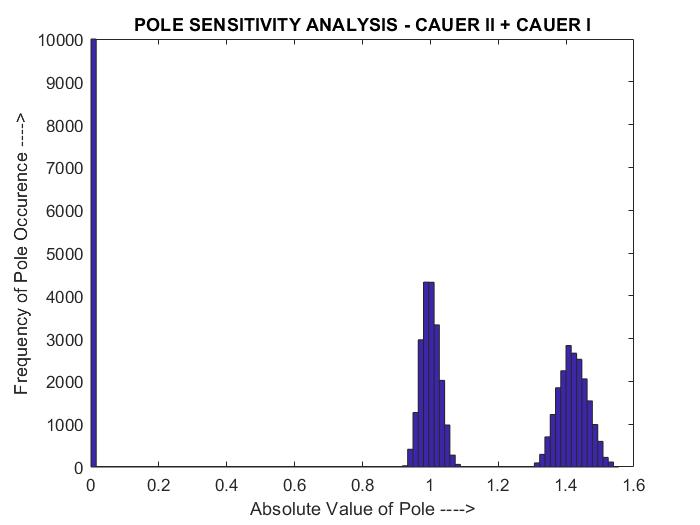 POLE SENSITIVITY ANALYSIS - CAUER II + CAUER I
Frequency of Pole Occurence ---->
10000
9000
8000
7000
6000
5000
4000
3000
2000
1000
0
0 0.2 0.4 0.6 0.8 1 1.2 1.4 1.6
Absolute Value of Pole ---->